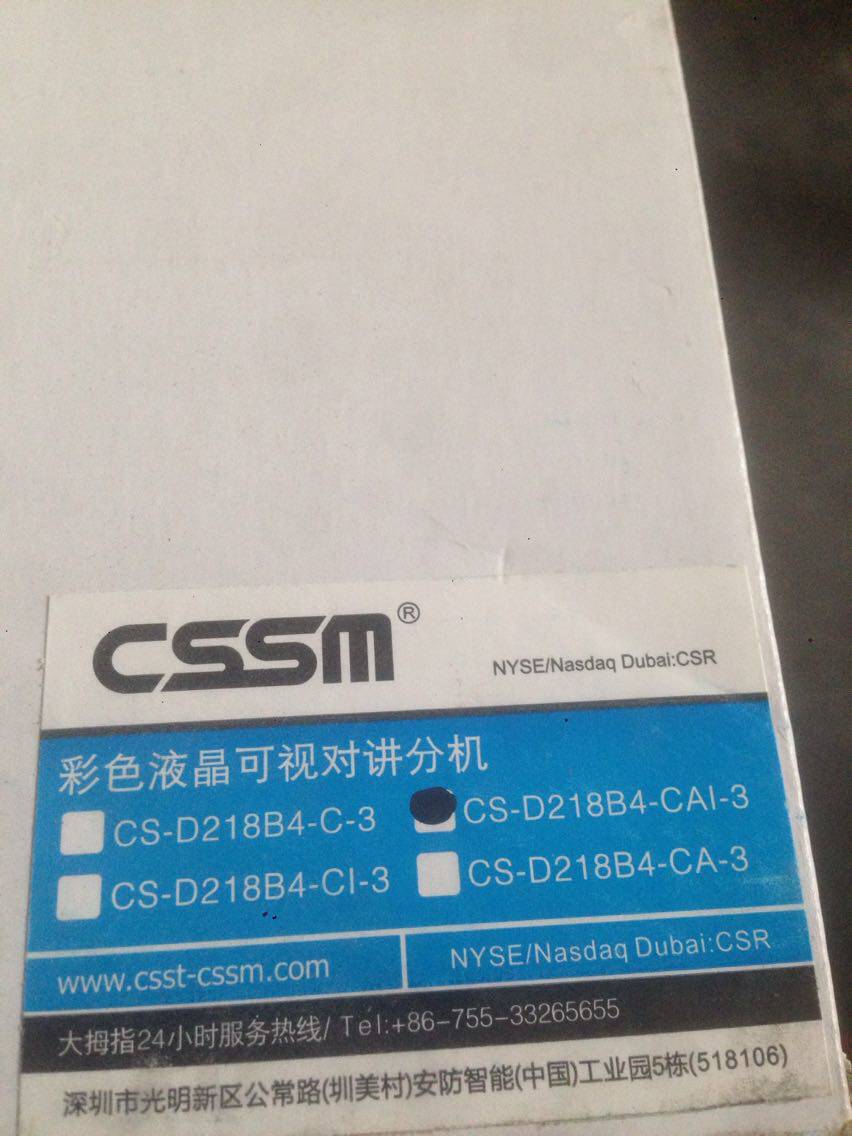 CSSM®
NYSE/Nasdaq Dubai:CSR
彩色液晶可视对讲分机
CS-D218B4-C-3 CS-D218B4-CAI-3
CS-D218B4-CI-3 CS-D218B4-CA-3
www.csst-cssm.com NYSE/Nasdaq Dubai:CSR
大拇指24小时服务热线/ Tel:+86-755-33265655
深圳市光明新区公常路(圳美村)安防智能(中国)工业园5栋(518106)